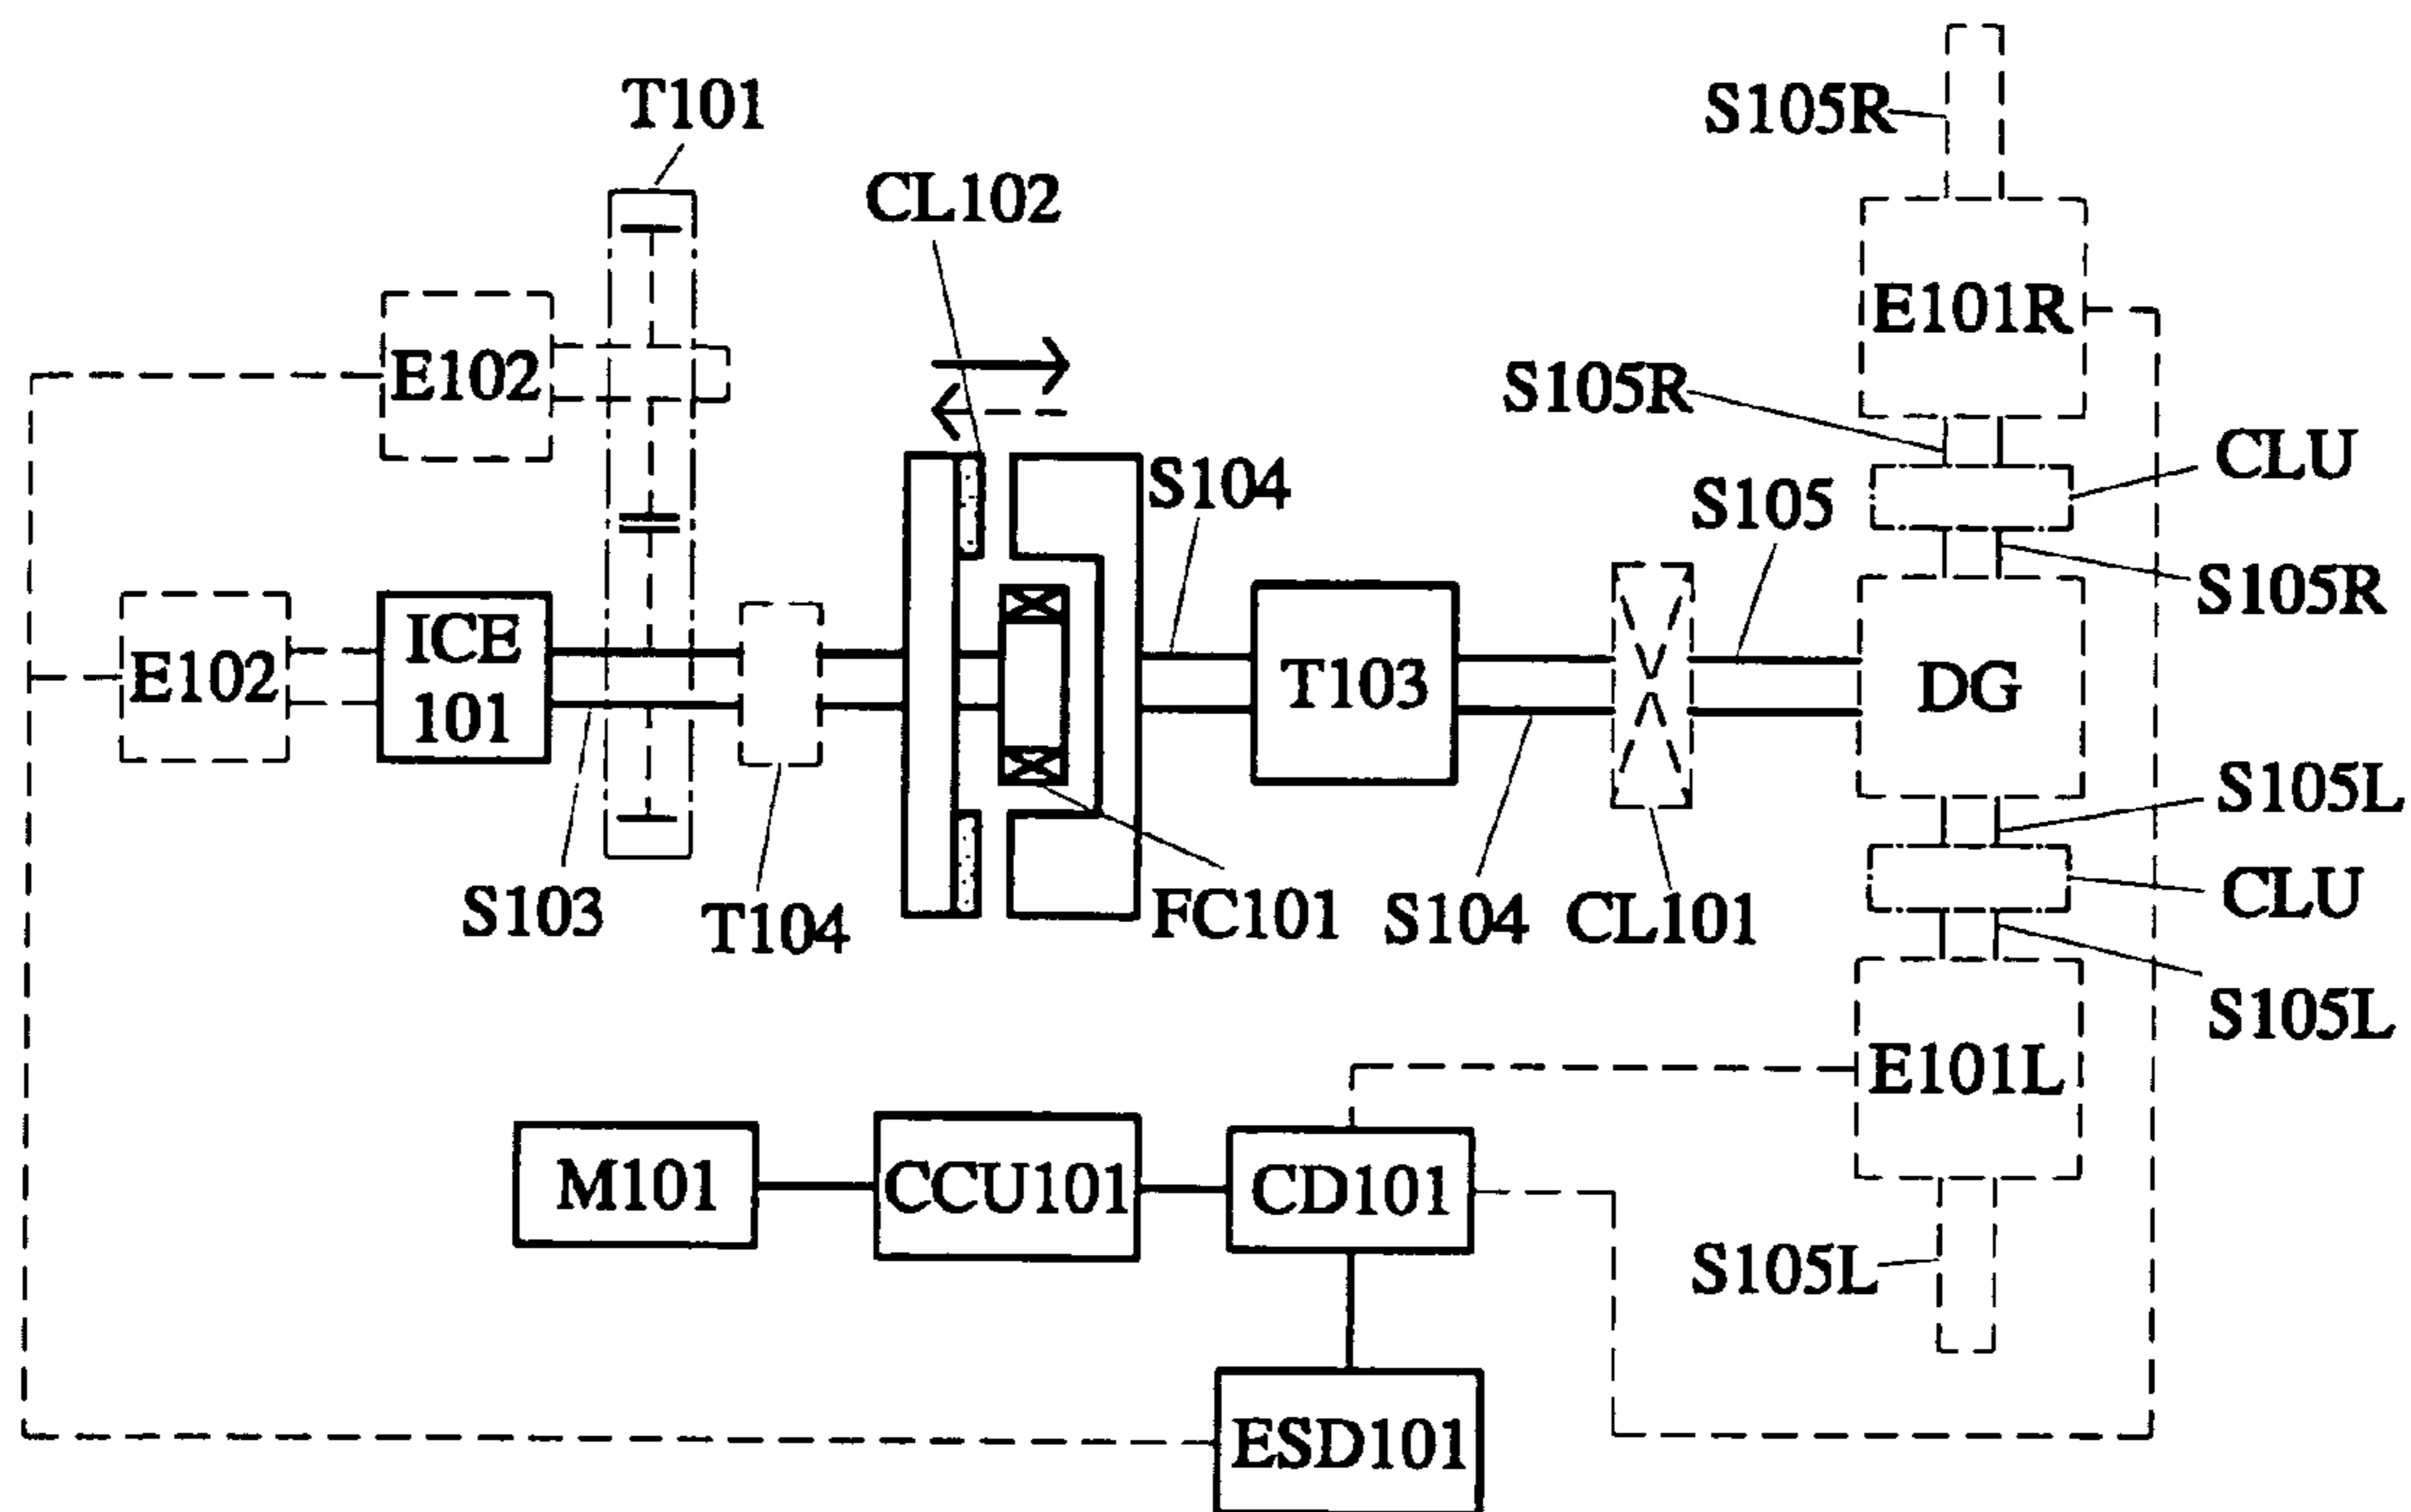 S105R
T101
CL102
E101R
E102
S105R
CLU
S104
S105
S105R
ICE
101
E102
T103
DG
S105L
S103
T104
FC101
S104
CL101
CLU
S105L
E101L
M101
CCU101
CD101
S105L
ESD101